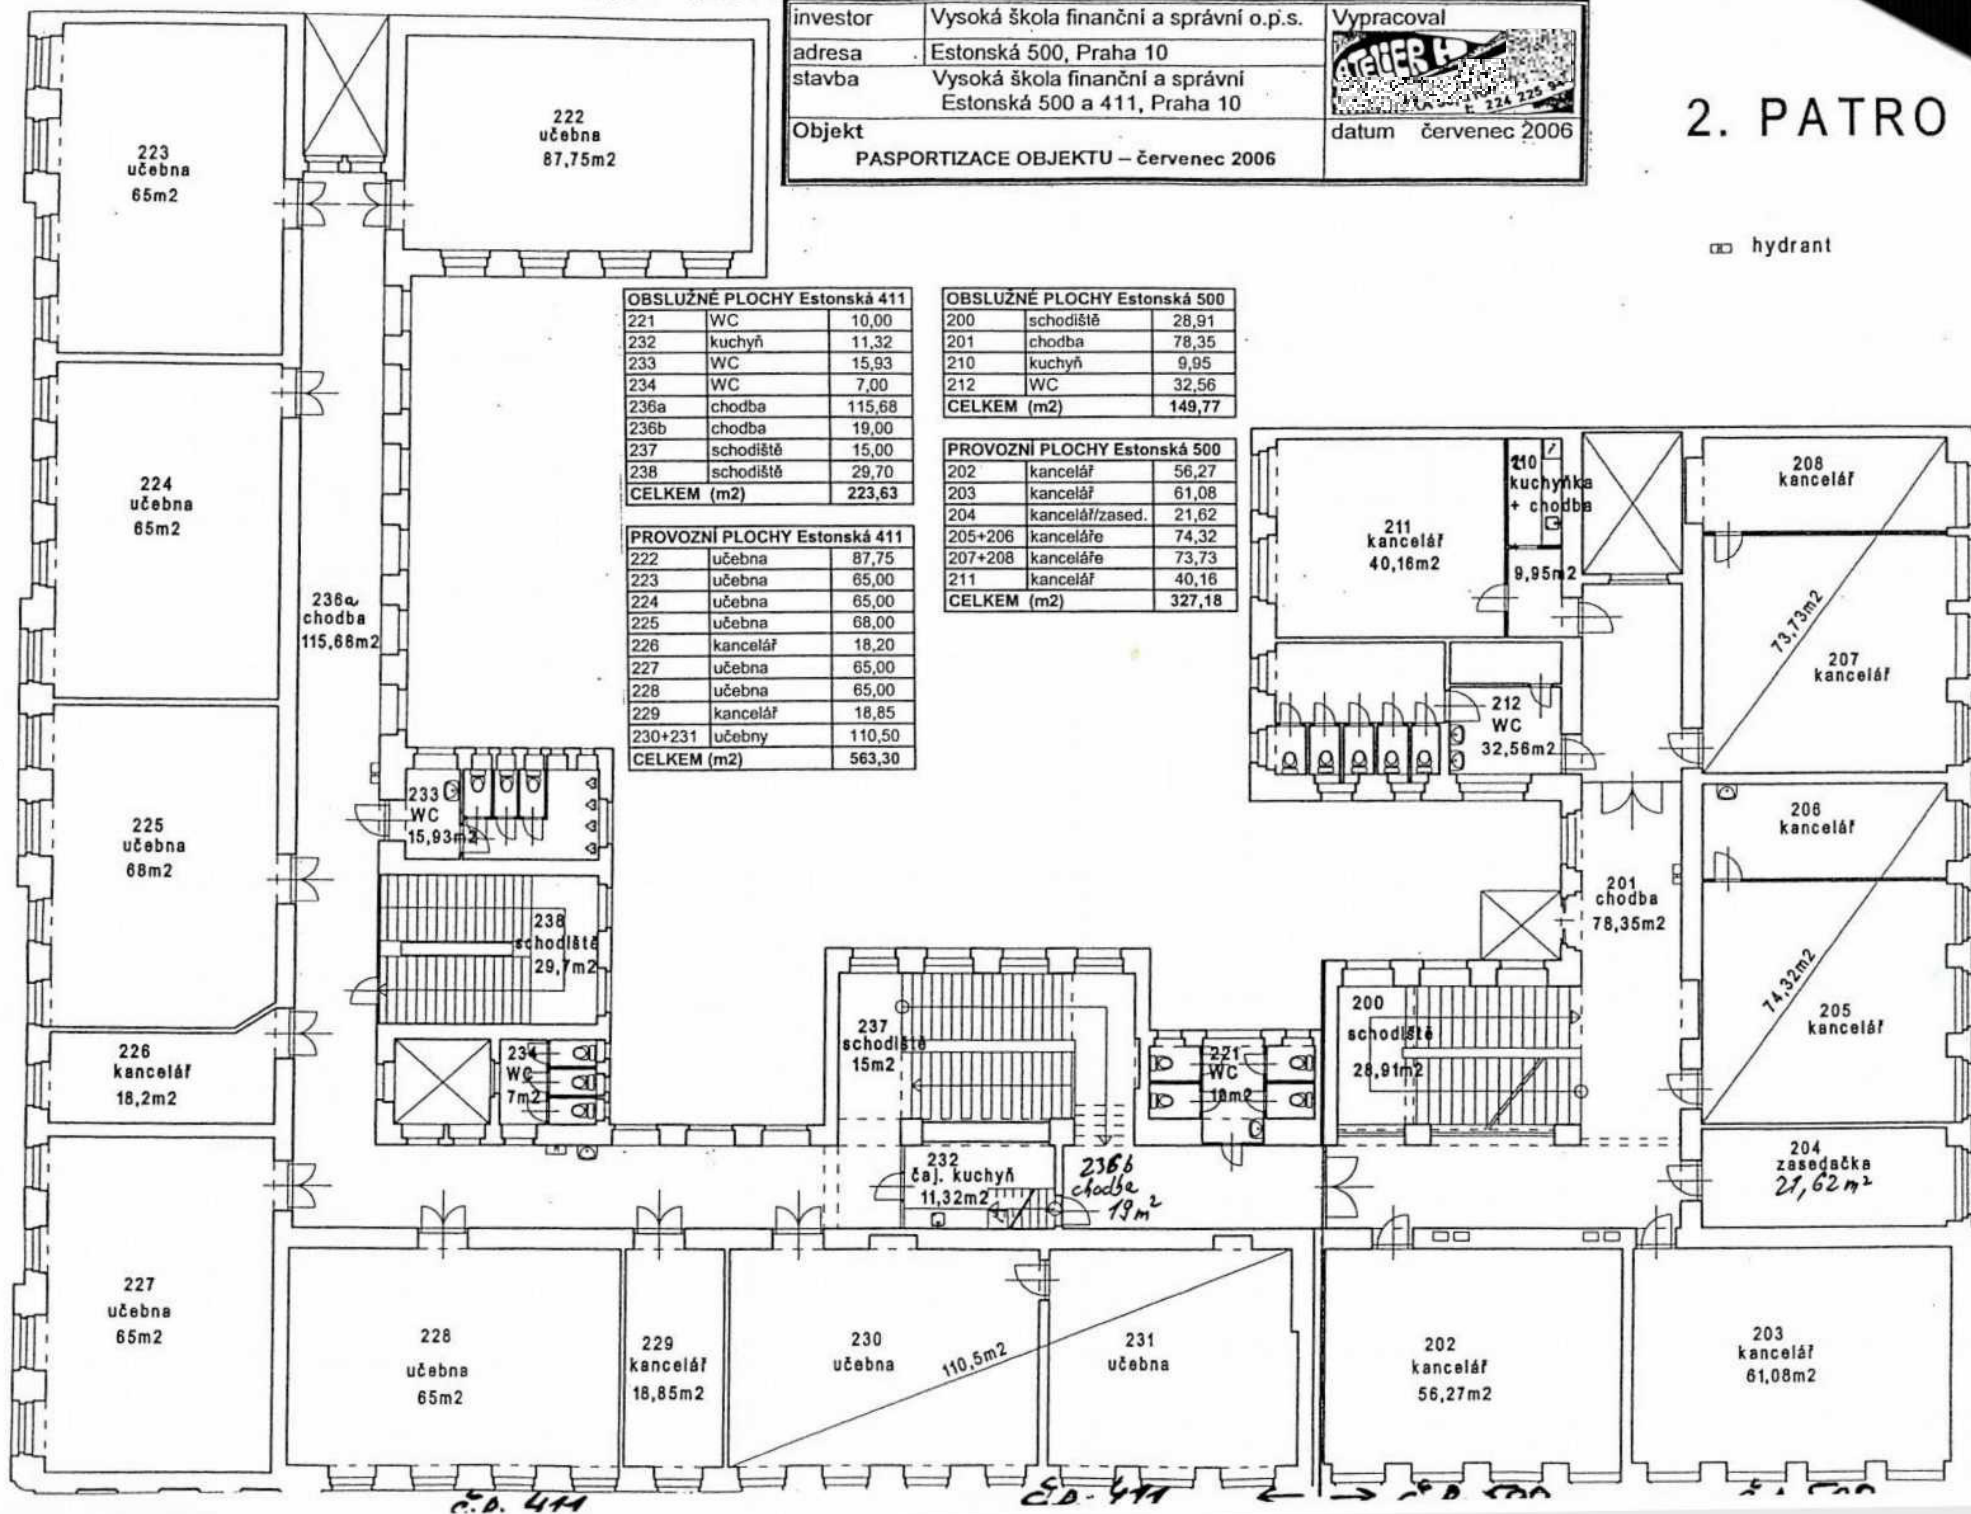 investor Vysoká škola finanční a správní o.p.s. Vypracoval
adresa Estonská 500, Praha 10
stavba Vysoká škola finanční a správní
Estonská 500 a 411, Praha 10
ATELIER H
224 225
Objekt
datum červenec 2006
PASPORTIZACE OBJEKTU – červenec 2006
2. PATRO
hydrant
223
učebna
65m2
222
učebna
87,75m2
OBSLUŽNÉ PLOCHY Estonská 411
221 WC 10,00
232 kuchyň 11,32
233 WC 15,93
234 WC 7,00
236a chodba 115,68
236b chodba 19,00
237 schodiště 15,00
238 schodiště 29,70
CELKEM (m2) 223,63
PROVOZNÍ PLOCHY Estonská 411
222 učebna 87,75
223 učebna 65,00
224 učebna 65,00
225 učebna 68,00
226 kancelář 18,20
227 učebna 65,00
228 učebna 65,00
229 kancelář 18,85
230+231 učebny 110,50
CELKEM (m2) 563,30
OBSLUŽNÉ PLOCHY Estonská 500
200 schodiště 28,91
201 chodba 78,35
210 kuchyň 9,95
212 WC 32,56
CELKEM (m2) 149,77
PROVOZNÍ PLOCHY Estonská 500
202 kancelář 56,27
203 kancelář 61,08
204 kancelář/zased. 21,62
205+206 kanceláře 74,32
207+208 kanceláře 73,73
211 kancelář 40,16
CELKEM (m2) 327,18
224
učebna
65m2
236a
chodba
115,68m2
211
kancelář
40,16m2
210
kuchyňka
+ chodba
9,95m2
208
kancelář
73,73m2
207
kancelář
212
WC
32,56m2
225
učebna
68m2
233
WC
15,93m2
206
kancelář
201
chodba
78,35m2
238
schodiště
29,7m2
74,32m2
205
kancelář
226
kancelář
18,2m2
234
WC
7m2
237
schodiště
15m2
221
WC
10m2
200
schodiště
28,91m2
232
čaj. kuchyň
11,32m2
236b
chodba
19m²
204
zasedačka
21,62m²
227
učebna
65m2
228
učebna
65m2
229
kancelář
18,85m2
230
učebna
110,5m2
231
učebna
202
kancelář
56,27m2
203
kancelář
61,08m2
č.p. 411
č.p. 411